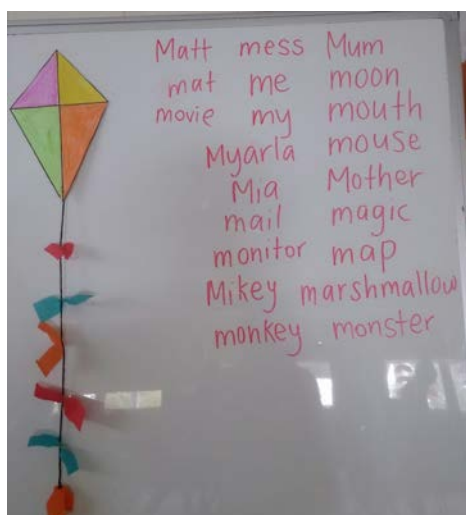 Matt mess Mum
mat me moon
movie my mouth
Myarla mouse
Mia Mother
mail magic
monitor map
Mikey marshmallow
monkey monster